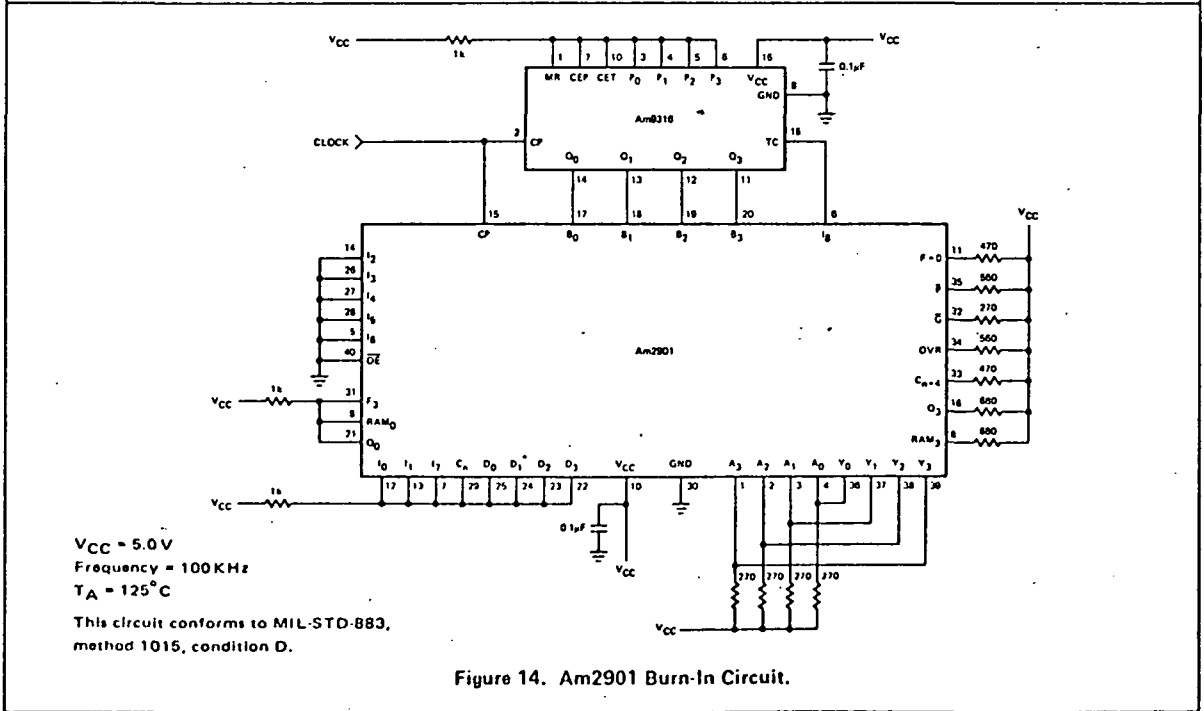 VCC
1k
VCC
1 7 10 3 4 5 6 16
MR CEP CET P0 P1 P2 P3 VCC
0.1µF
8
GND
Am9316
CLOCK
2
CP
TC
15
Q0 Q1 Q2 Q3
14 13 12 11
15 17 18 19 20 6
CP B0 B1 B2 B3 I8
VCC
14 I2
26 I3
27 I4
28 I5
5 I6
40 OE
Am2901
F=0 11 470
P 35 560
G 32 270
OVR 34 560
Cn+4 33 470
Q3 16 680
RAM3 8 680
1k
VCC
31 F3
RAM0
21 Q0
I0 I1 I7 Cn D0 D1 D2 D3 VCC GND A3 A2 A1 A0 Y0 Y1 Y2 Y3
12 13 7 29 25 24 23 22 10 30 1 2 3 4 36 37 38 39
1k
VCC
0.1µF
VCC
270 270 270 270
VCC
VCC = 5.0 V
Frequency = 100KHz
TA = 125°C
This circuit conforms to MIL-STD-883,
method 1015, condition D.
Figure 14. Am2901 Burn-In Circuit.